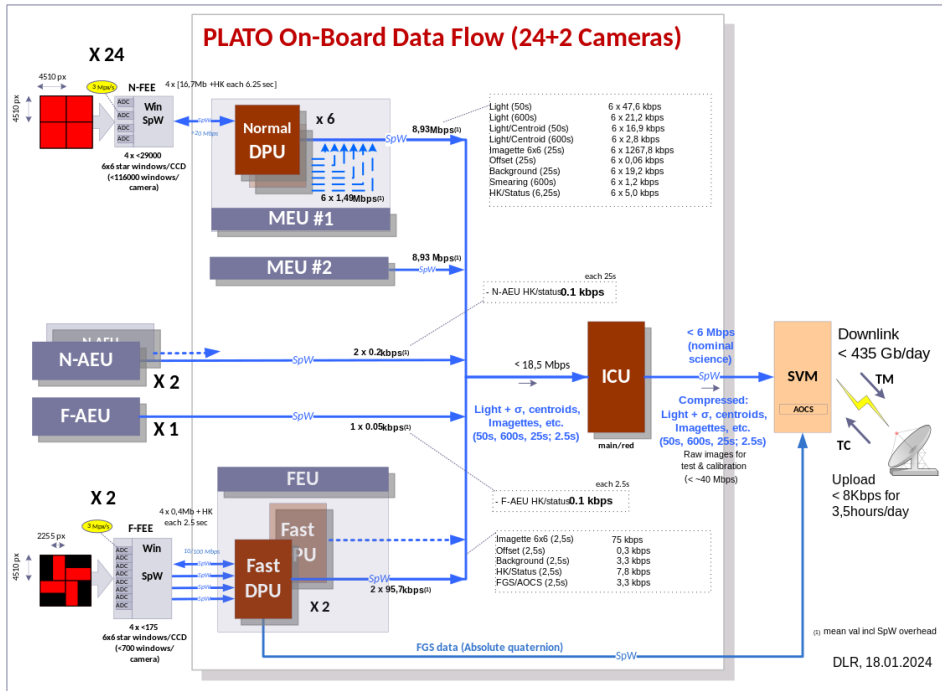 PLATO On-Board Data Flow (24+2 Cameras)
X 24
4510 px
4510 px
3 Mpx/s
N-FEE
ADC
ADC
ADC
ADC
Win
SpW
4 x <29000
6x6 star windows/CCD
(<116000 windows/
camera)
4 x [16,7Mb +HK each 6.25 sec]
SpW
Normal
DPU
x 6
6 x 1,49Mbps(1)
MEU #1
8,93Mbps(1)
SpW
Light (50s) 6 x 47,6 kbps
Light (600s) 6 x 21,2 kbps
Light/Centroid (50s) 6 x 16,9 kbps
Light/Centroid (600s) 6 x 2,8 kbps
Imagette 6x6 (25s) 6 x 1267,8 kbps
Offset (25s) 6 x 0,06 kbps
Background (25s) 6 x 19,2 kbps
Smearing (600s) 6 x 1,2 kbps
HK/Status (6,25s) 6 x 5,0 kbps
MEU #2
8,93 Mbps(1)
SpW
each 25s
- N-AEU HK/status 0.1 kbps
N-AEU
N-AEU
X 2
SpW
2 x 0.2kbps(1)
F-AEU
X 1
SpW
1 x 0.05kbps(1)
< 18,5 Mbps
Light + σ, centroids,
Imagettes, etc.
(50s, 600s, 25s; 2.5s)
ICU
main/red
< 6 Mbps
(nominal
science)
SpW
Compressed:
Light + σ, centroids,
Imagettes, etc.
(50s, 600s, 25s; 2.5s)
Raw images for
test & calibration
(< ~40 Mbps)
SVM
AOCS
Downlink
< 435 Gb/day
TM
TC
Upload
< 8Kbps for
3,5hours/day
each 2.5s
- F-AEU HK/status 0.1 kbps
X 2
2255 px
4510 px
3 Mpx/s
F-FEE
ADC
ADC
ADC
ADC
ADC
ADC
ADC
ADC
Win
SpW
4 x <175
6x6 star windows/CCD
(<700 windows/
camera)
4 x 0,4Mb + HK
each 2.5 sec
10/100 Mbps
SpW
SpW
SpW
SpW
FEU
Fast
Fast
DPU
X 2
SpW
2 x 95,7kbps(1)
Imagette 6x6 (2,5s) 75 kbps
Offset (2,5s) 0,3 kbps
Background (2,5s) 3,3 kbps
HK/Status (2,5s) 7,8 kbps
FGS/AOCS (2,5s) 3,3 kbps
FGS data (Absolute quaternion)
SpW
(1) mean val incl SpW overhead
DLR, 18.01.2024